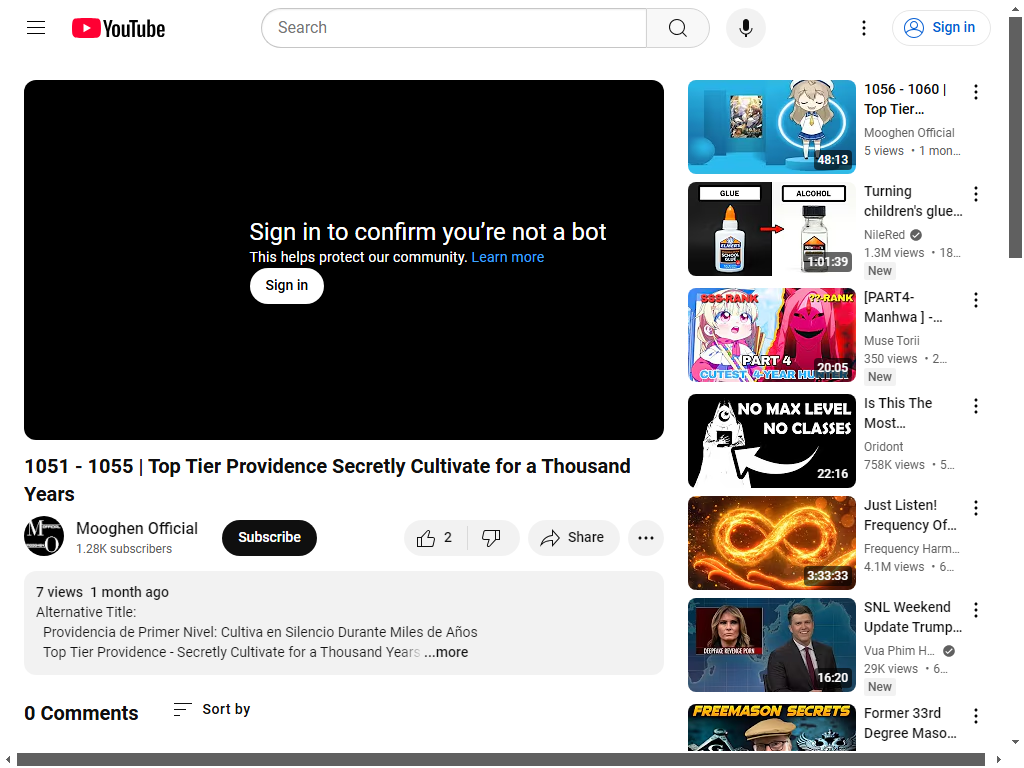 YouTube
Search
Sign in
Sign in to confirm you're not a bot
This helps protect our community. Learn more
Sign in
1051 - 1055 | Top Tier Providence Secretly Cultivate for a Thousand
Years
Mooghen Official
1.28K subscribers
Subscribe
2
Share
7 views 1 month ago
Alternative Title:
Providencia de Primer Nivel: Cultiva en Silencio Durante Miles de Años
Top Tier Providence - Secretly Cultivate for a Thousand Years ...more
0 Comments
Sort by
48:13
1056 - 1060 |
Top Tier…
Mooghen Official
5 views • 1 mon…
GLUE
ALCOHOL
ELMER'S
SCHOOL
GLUE
1:01:39
Turning
children's glue…
NileRed
1.3M views • 18…
New
SSS-RANK
??-RANK
PART 4
CUTEST 4-YEAR HUNTER
20:05
[PART4-
Manhwa ] -…
Muse Torii
350 views • 2…
New
NO MAX LEVEL
NO CLASSES
22:16
Is This The
Most…
Oridont
758K views • 5…
3:33:33
Just Listen!
Frequency Of…
Frequency Harm…
4.1M views • 6…
DEEPFAKE REVENGE PORN
16:20
SNL Weekend
Update Trump…
Vua Phim H…
29K views • 6…
New
FREEMASON SECRETS
Former 33rd
Degree Maso…